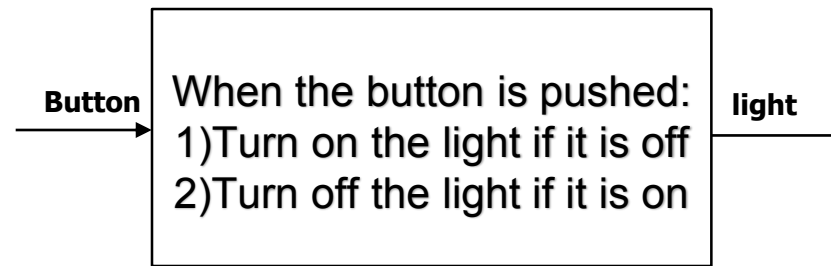 Button
When the button is pushed:
1)Turn on the light if it is off
2)Turn off the light if it is on
light